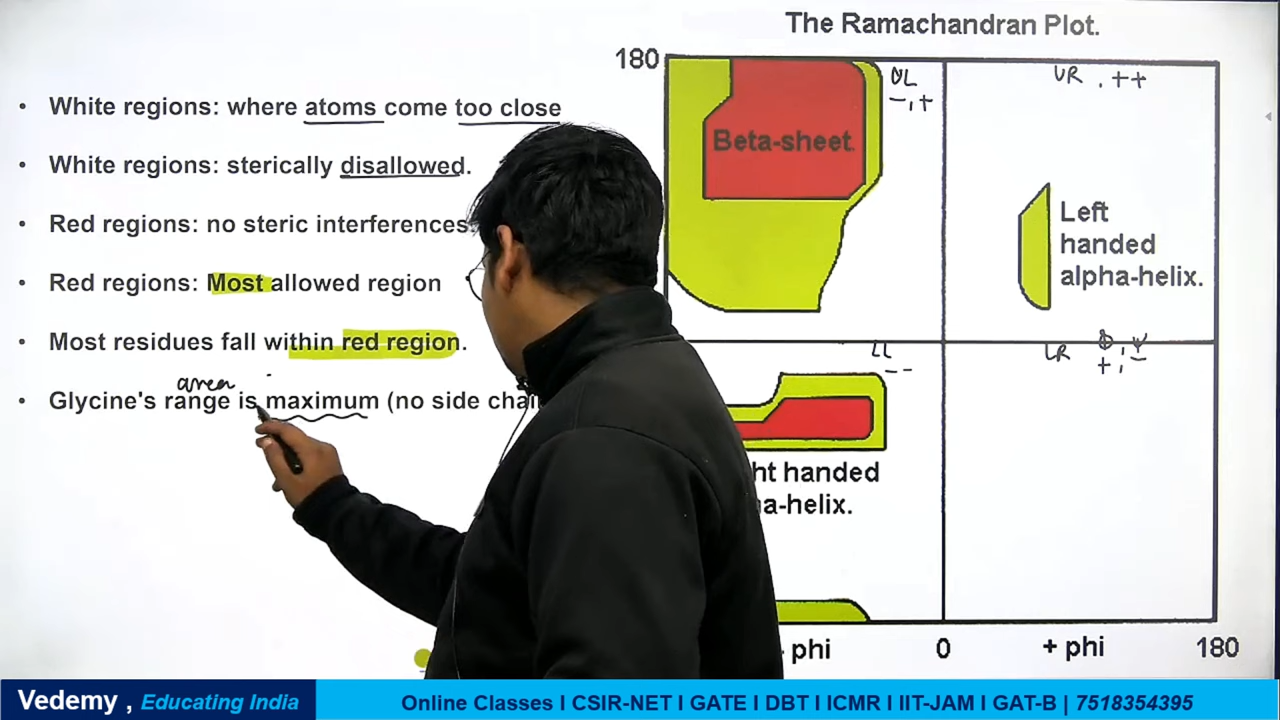 The Ramachandran Plot.
180
UL
-,+
UR . ++
• White regions: where atoms come too close
• White regions: sterically disallowed.
• Red regions: no steric interferences
• Red regions: Most allowed region
• Most residues fall within red region.
area
• Glycine's range is maximum (no side chai
Beta-sheet.
Left
handed
alpha-helix.
LL
--
LR Φ, Ψ
+, -
ht handed
a-helix.
phi
0
+ phi
180
Vedemy , Educating India
Online Classes I CSIR-NET I GATE I DBT I ICMR I IIT-JAM I GAT-B | 7518354395